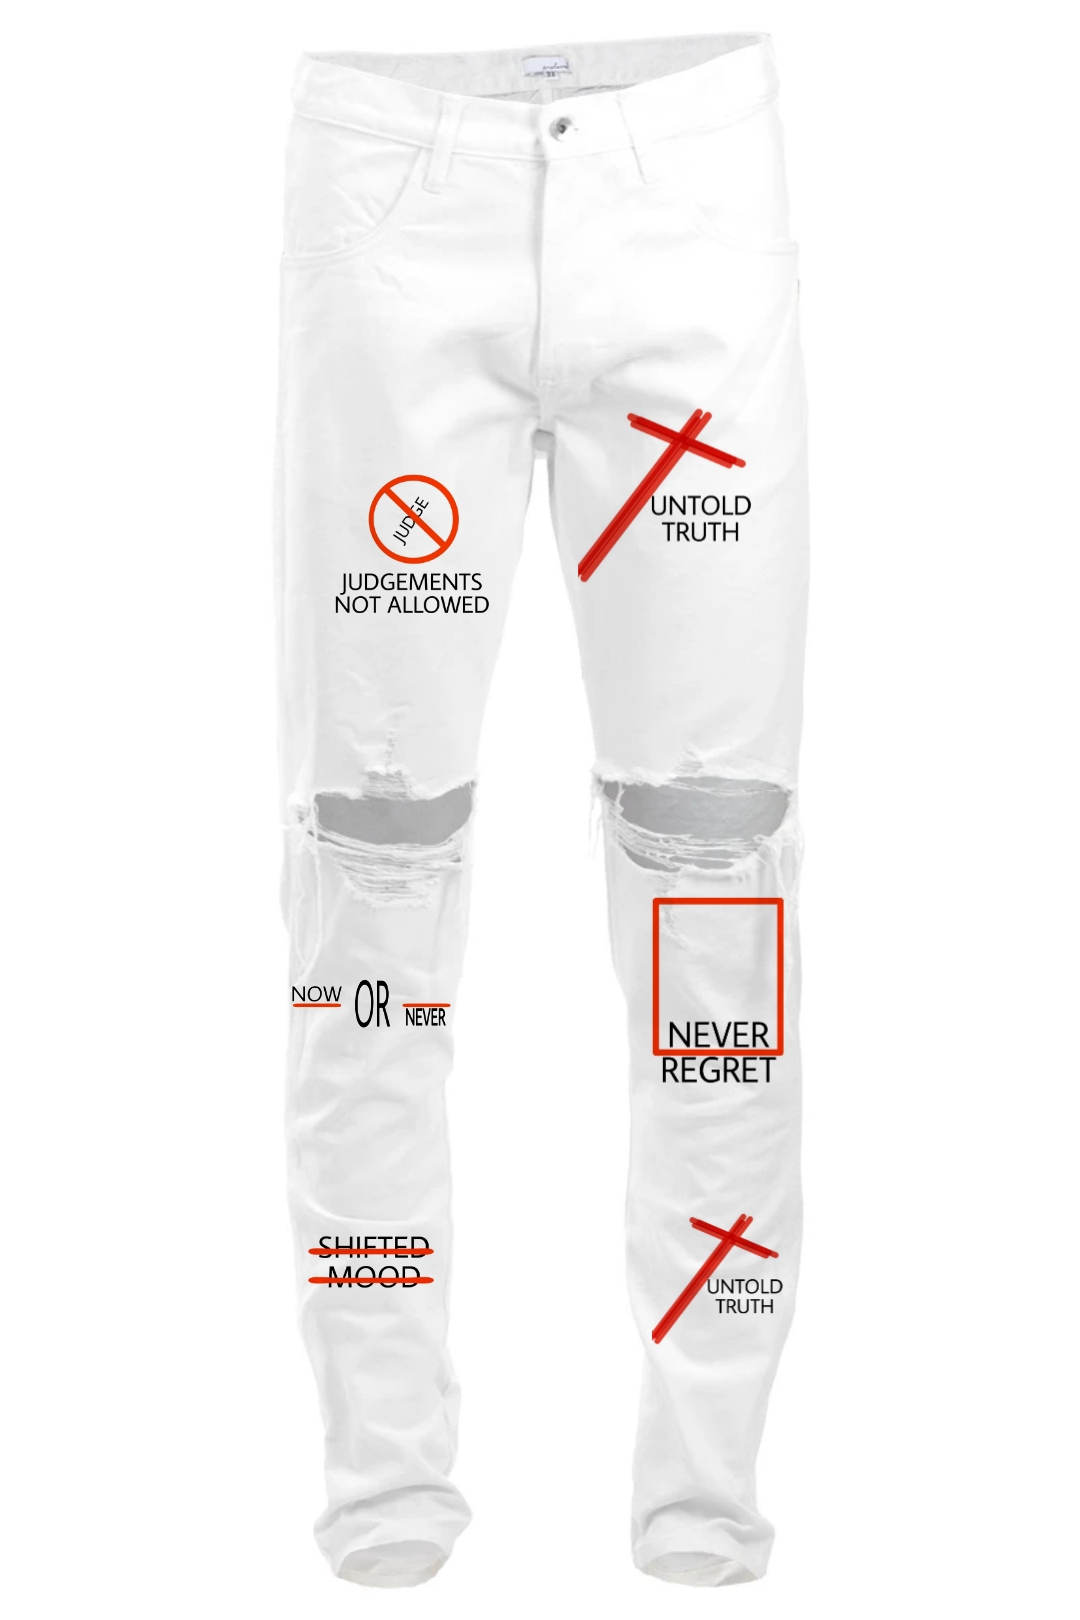 JUDGE
JUDGEMENTS
NOT ALLOWED
UNTOLD
TRUTH
NOW OR NEVER
NEVER
REGRET
SHIFTED
MOOD
UNTOLD
TRUTH